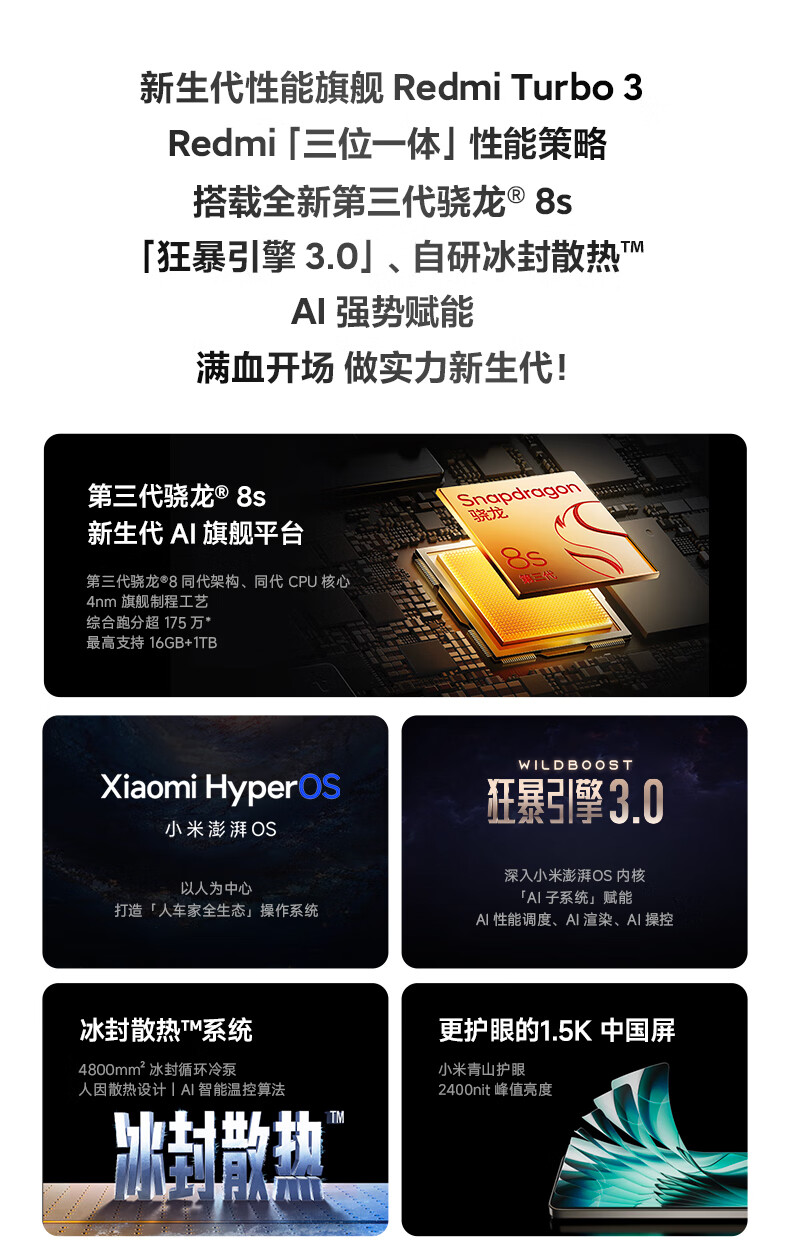 新生代性能旗舰 Redmi Turbo 3
Redmi「三位一体」性能策略
搭载全新第三代骁龙® 8s
「狂暴引擎 3.0」、自研冰封散热™
AI 强势赋能
满血开场 做实力新生代!
第三代骁龙® 8s
新生代 AI 旗舰平台
第三代骁龙®8 同代架构、同代 CPU 核心
4nm 旗舰制程工艺
综合跑分超 175 万*
最高支持 16GB+1TB
Snapdragon
骁龙
8s
第三代
Xiaomi HyperOS
小米澎湃OS
以人为中心
打造「人车家全生态」操作系统
WILDBOOST
狂暴引擎 3.0
深入小米澎湃OS 内核
「AI 子系统」赋能
AI 性能调度、AI 渲染、AI 操控
冰封散热™系统
4800mm² 冰封循环冷泵
人因散热设计丨AI 智能温控算法
冰封散热™
更护眼的1.5K 中国屏
小米青山护眼
2400nit 峰值亮度